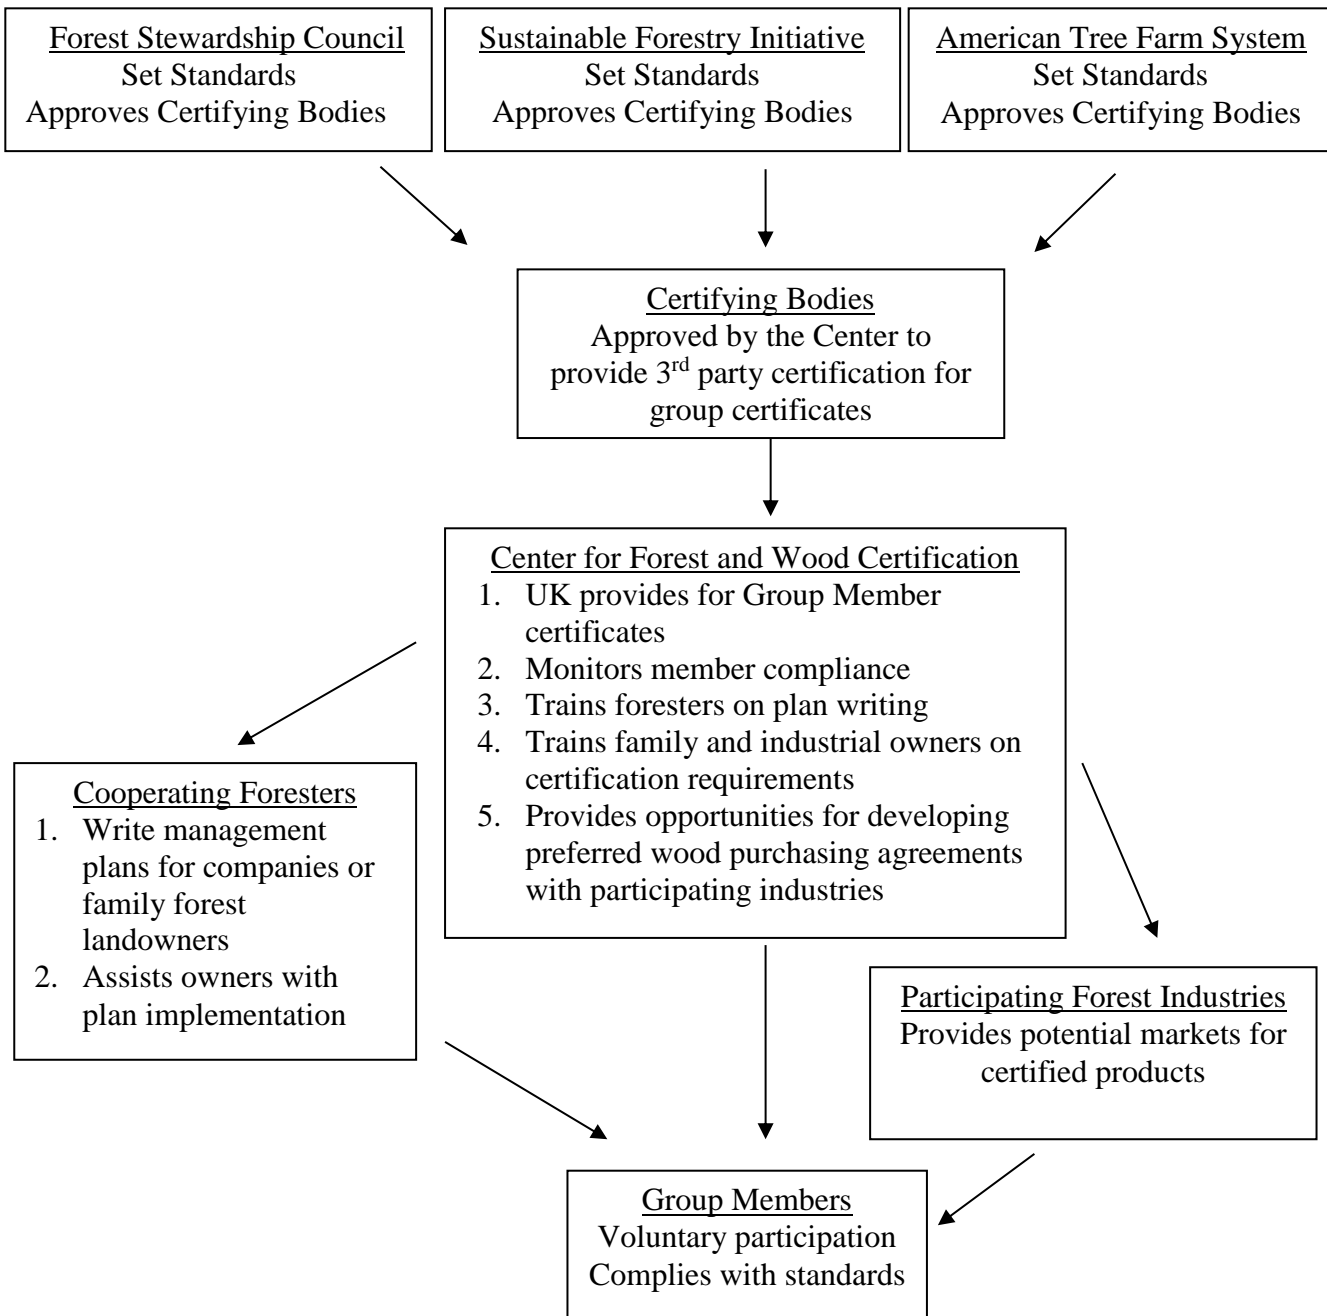 Forest Stewardship Council
Set Standards
Approves Certifying Bodies
Sustainable Forestry Initiative
Set Standards
Approves Certifying Bodies
American Tree Farm System
Set Standards
Approves Certifying Bodies
Certifying Bodies
Approved by the Center to
provide 3rd party certification for
group certificates
Center for Forest and Wood Certification
1. UK provides for Group Member
certificates
2. Monitors member compliance
3. Trains foresters on plan writing
4. Trains family and industrial owners on
certification requirements
5. Provides opportunities for developing
preferred wood purchasing agreements
with participating industries
Cooperating Foresters
1. Write management
plans for companies or
family forest
landowners
2. Assists owners with
plan implementation
Participating Forest Industries
Provides potential markets for
certified products
Group Members
Voluntary participation
Complies with standards